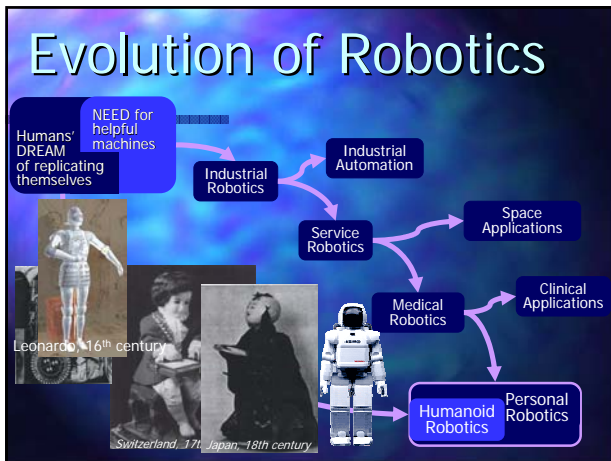 Evolution of Robotics
Humans'
DREAM
of replicating
themselves
NEED for
helpful
machines
Industrial
Robotics
Industrial
Automation
Service
Robotics
Space
Applications
Medical
Robotics
Clinical
Applications
Leonardo, 16th century
Switzerland, 17t
Japan, 18th century
ASIMO
Humanoid
Robotics
Personal
Robotics